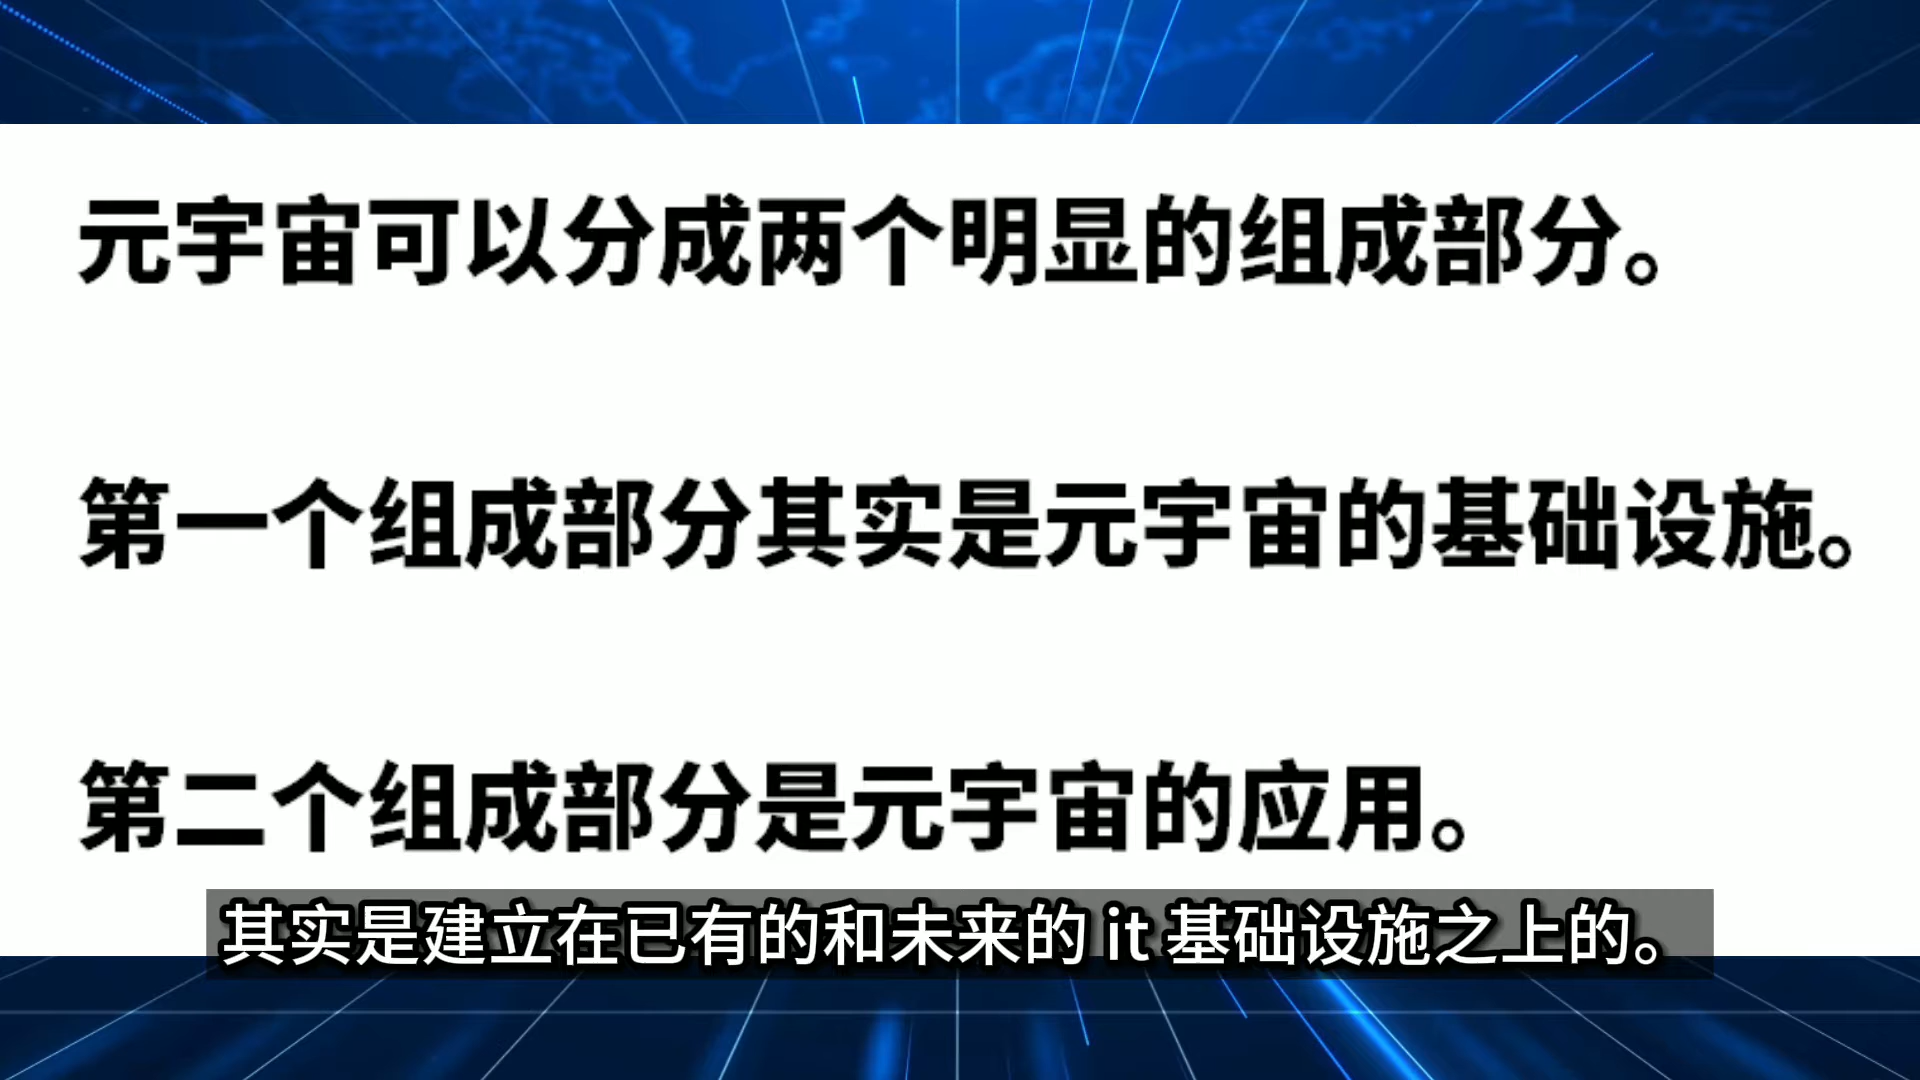 元宇宙可以分成两个明显的组成部分。
第一个组成部分其实是元宇宙的基础设施。
第二个组成部分是元宇宙的应用。
其实是建立在已有的和未来的 it 基础设施之上的。